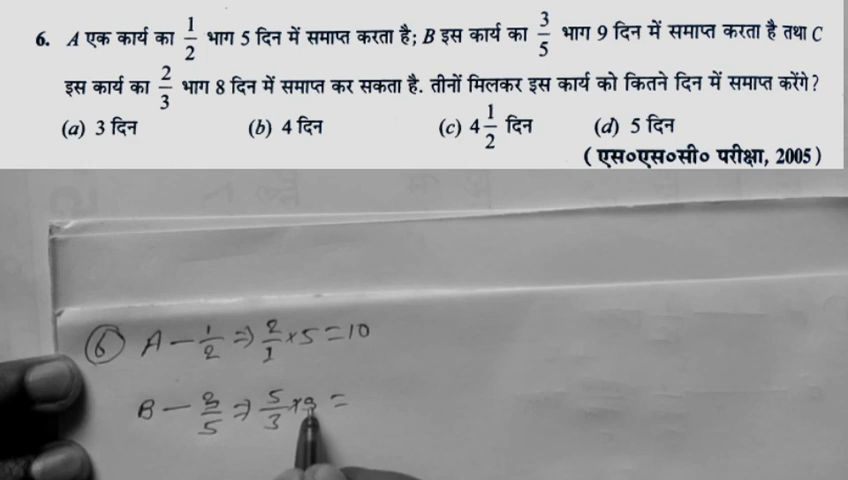 6. A एक कार्य का 1/2 भाग 5 दिन में समाप्त करता है; B इस कार्य का 3/5 भाग 9 दिन में समाप्त करता है तथा C
इस कार्य का 2/3 भाग 8 दिन में समाप्त कर सकता है. तीनों मिलकर इस कार्य को कितने दिन में समाप्त करेंगे?
(a) 3 दिन (b) 4 दिन (c) 4 1/2 दिन (d) 5 दिन
(एस०एस०सी० परीक्षा, 2005)
6 A — 1/2 ⇒ 2/1 × 5 = 10
B — 3/5 ⇒ 5/3 × 9 =